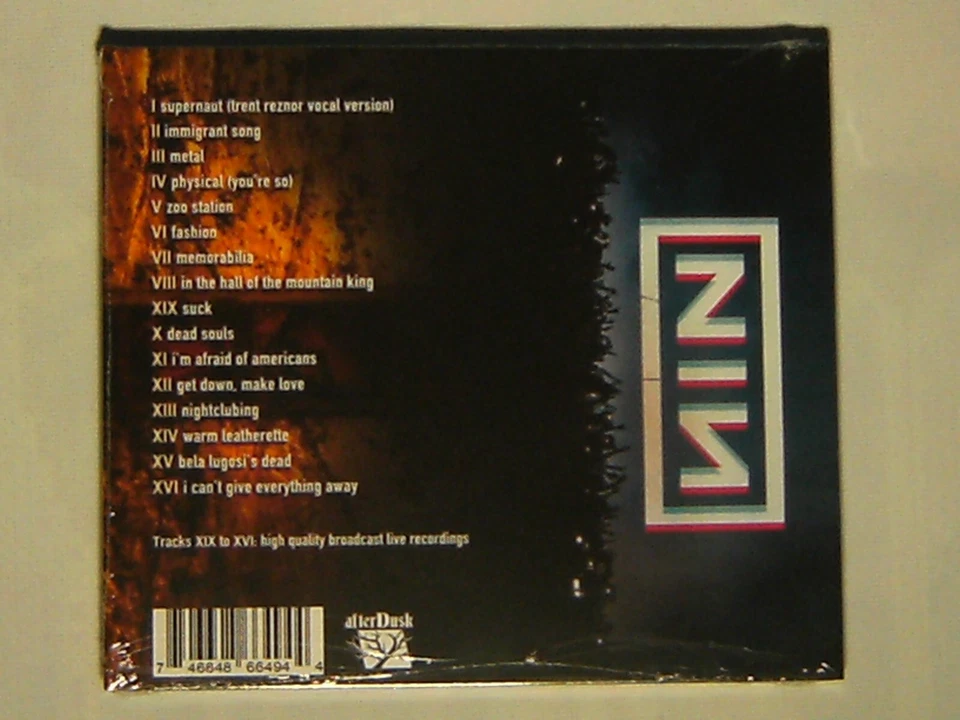 I supernaut (trent reznor vocal version)
II immigrant song
III metal
IV physical (you're so)
V zoo station
VI fashion
VII memorabilia
VIII in the hall of the mountain king
XIX suck
X dead souls
XI i'm afraid of americans
XII get down, make love
XIII nightclubing
XIV warm leatherette
XV bela lugosi's dead
XVI i can't give everything away
Tracks XIX to XVI: high quality broadcast live recordings
NIN
afterDusk
7 46648 66494 4